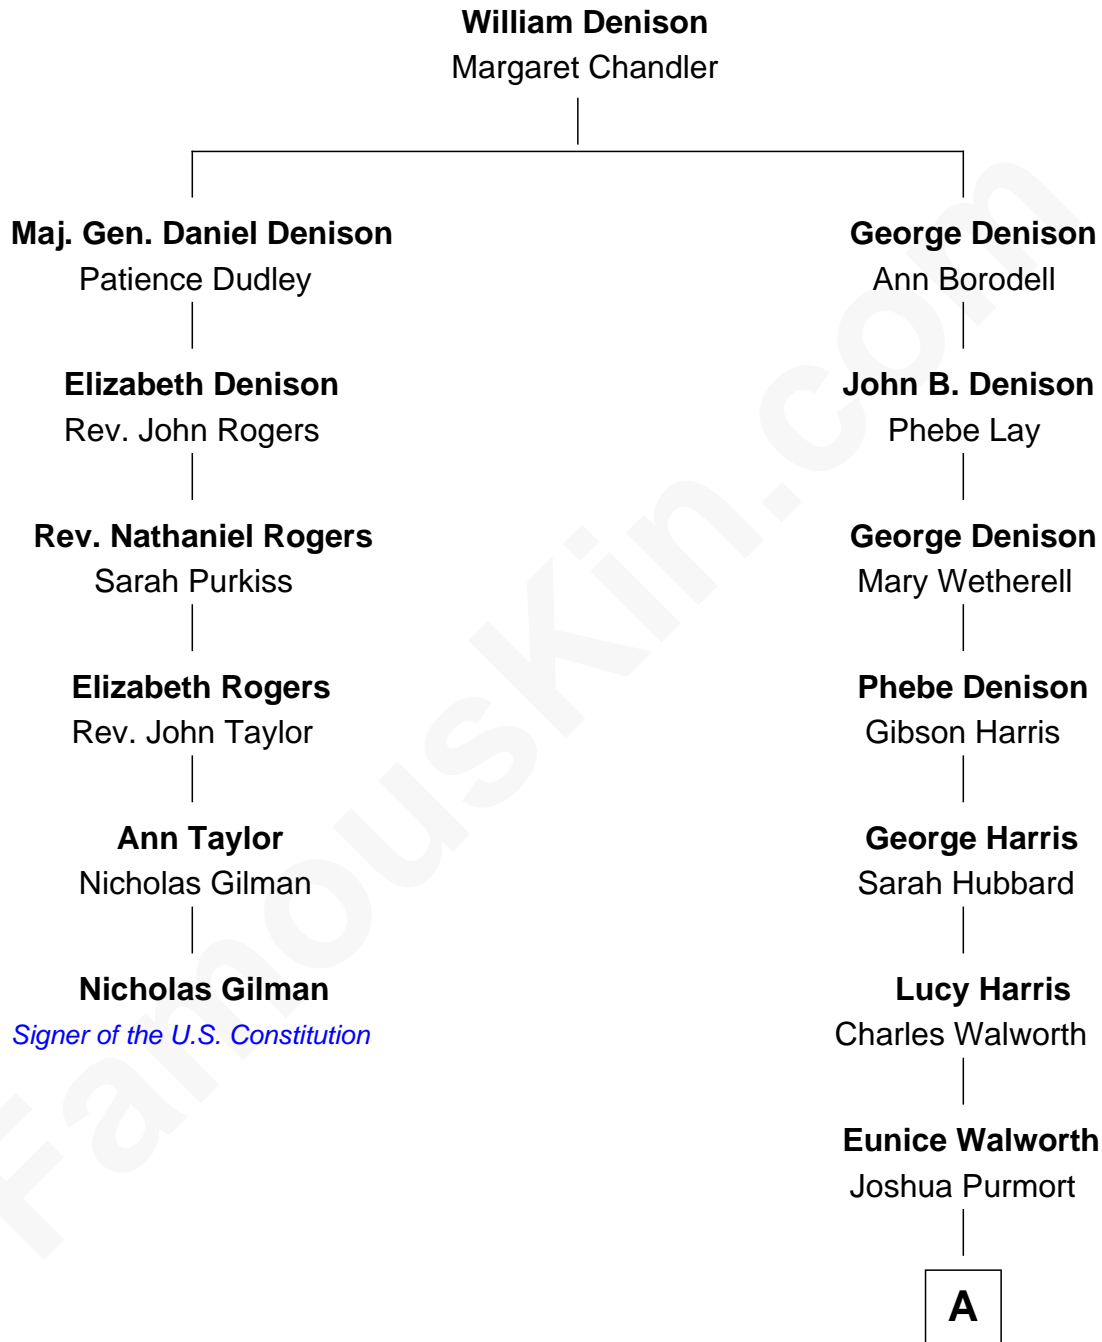 William Denison
Margaret Chandler
Maj. Gen. Daniel Denison
Patience Dudley
George Denison
Ann Borodell
Elizabeth Denison
Rev. John Rogers
John B. Denison
Phebe Lay
Rev. Nathaniel Rogers
Sarah Purkiss
George Denison
Mary Wetherell
Elizabeth Rogers
Rev. John Taylor
Phebe Denison
Gibson Harris
Ann Taylor
Nicholas Gilman
George Harris
Sarah Hubbard
Nicholas Gilman
Signer of the U.S. Constitution
Lucy Harris
Charles Walworth
Eunice Walworth
Joshua Purmort
A
FamousKin.com